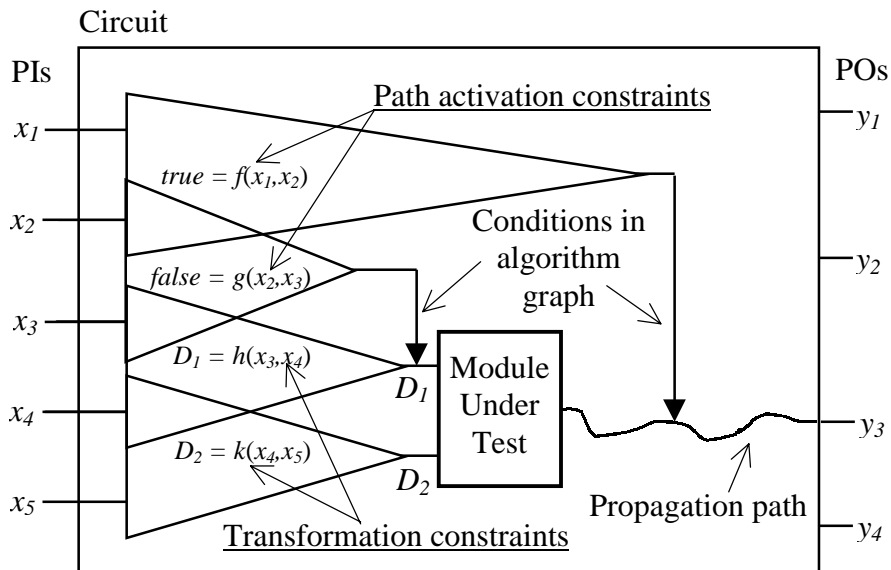 Circuit
PIs
POs
Path activation constraints
x1
y1
true = f(x1,x2)
x2
Conditions in
algorithm
graph
y2
false = g(x2,x3)
x3
D1 = h(x3,x4)
D1
Module
Under
Test
x4
y3
D2 = k(x4,x5)
D2
x5
Propagation path
y4
Transformation constraints